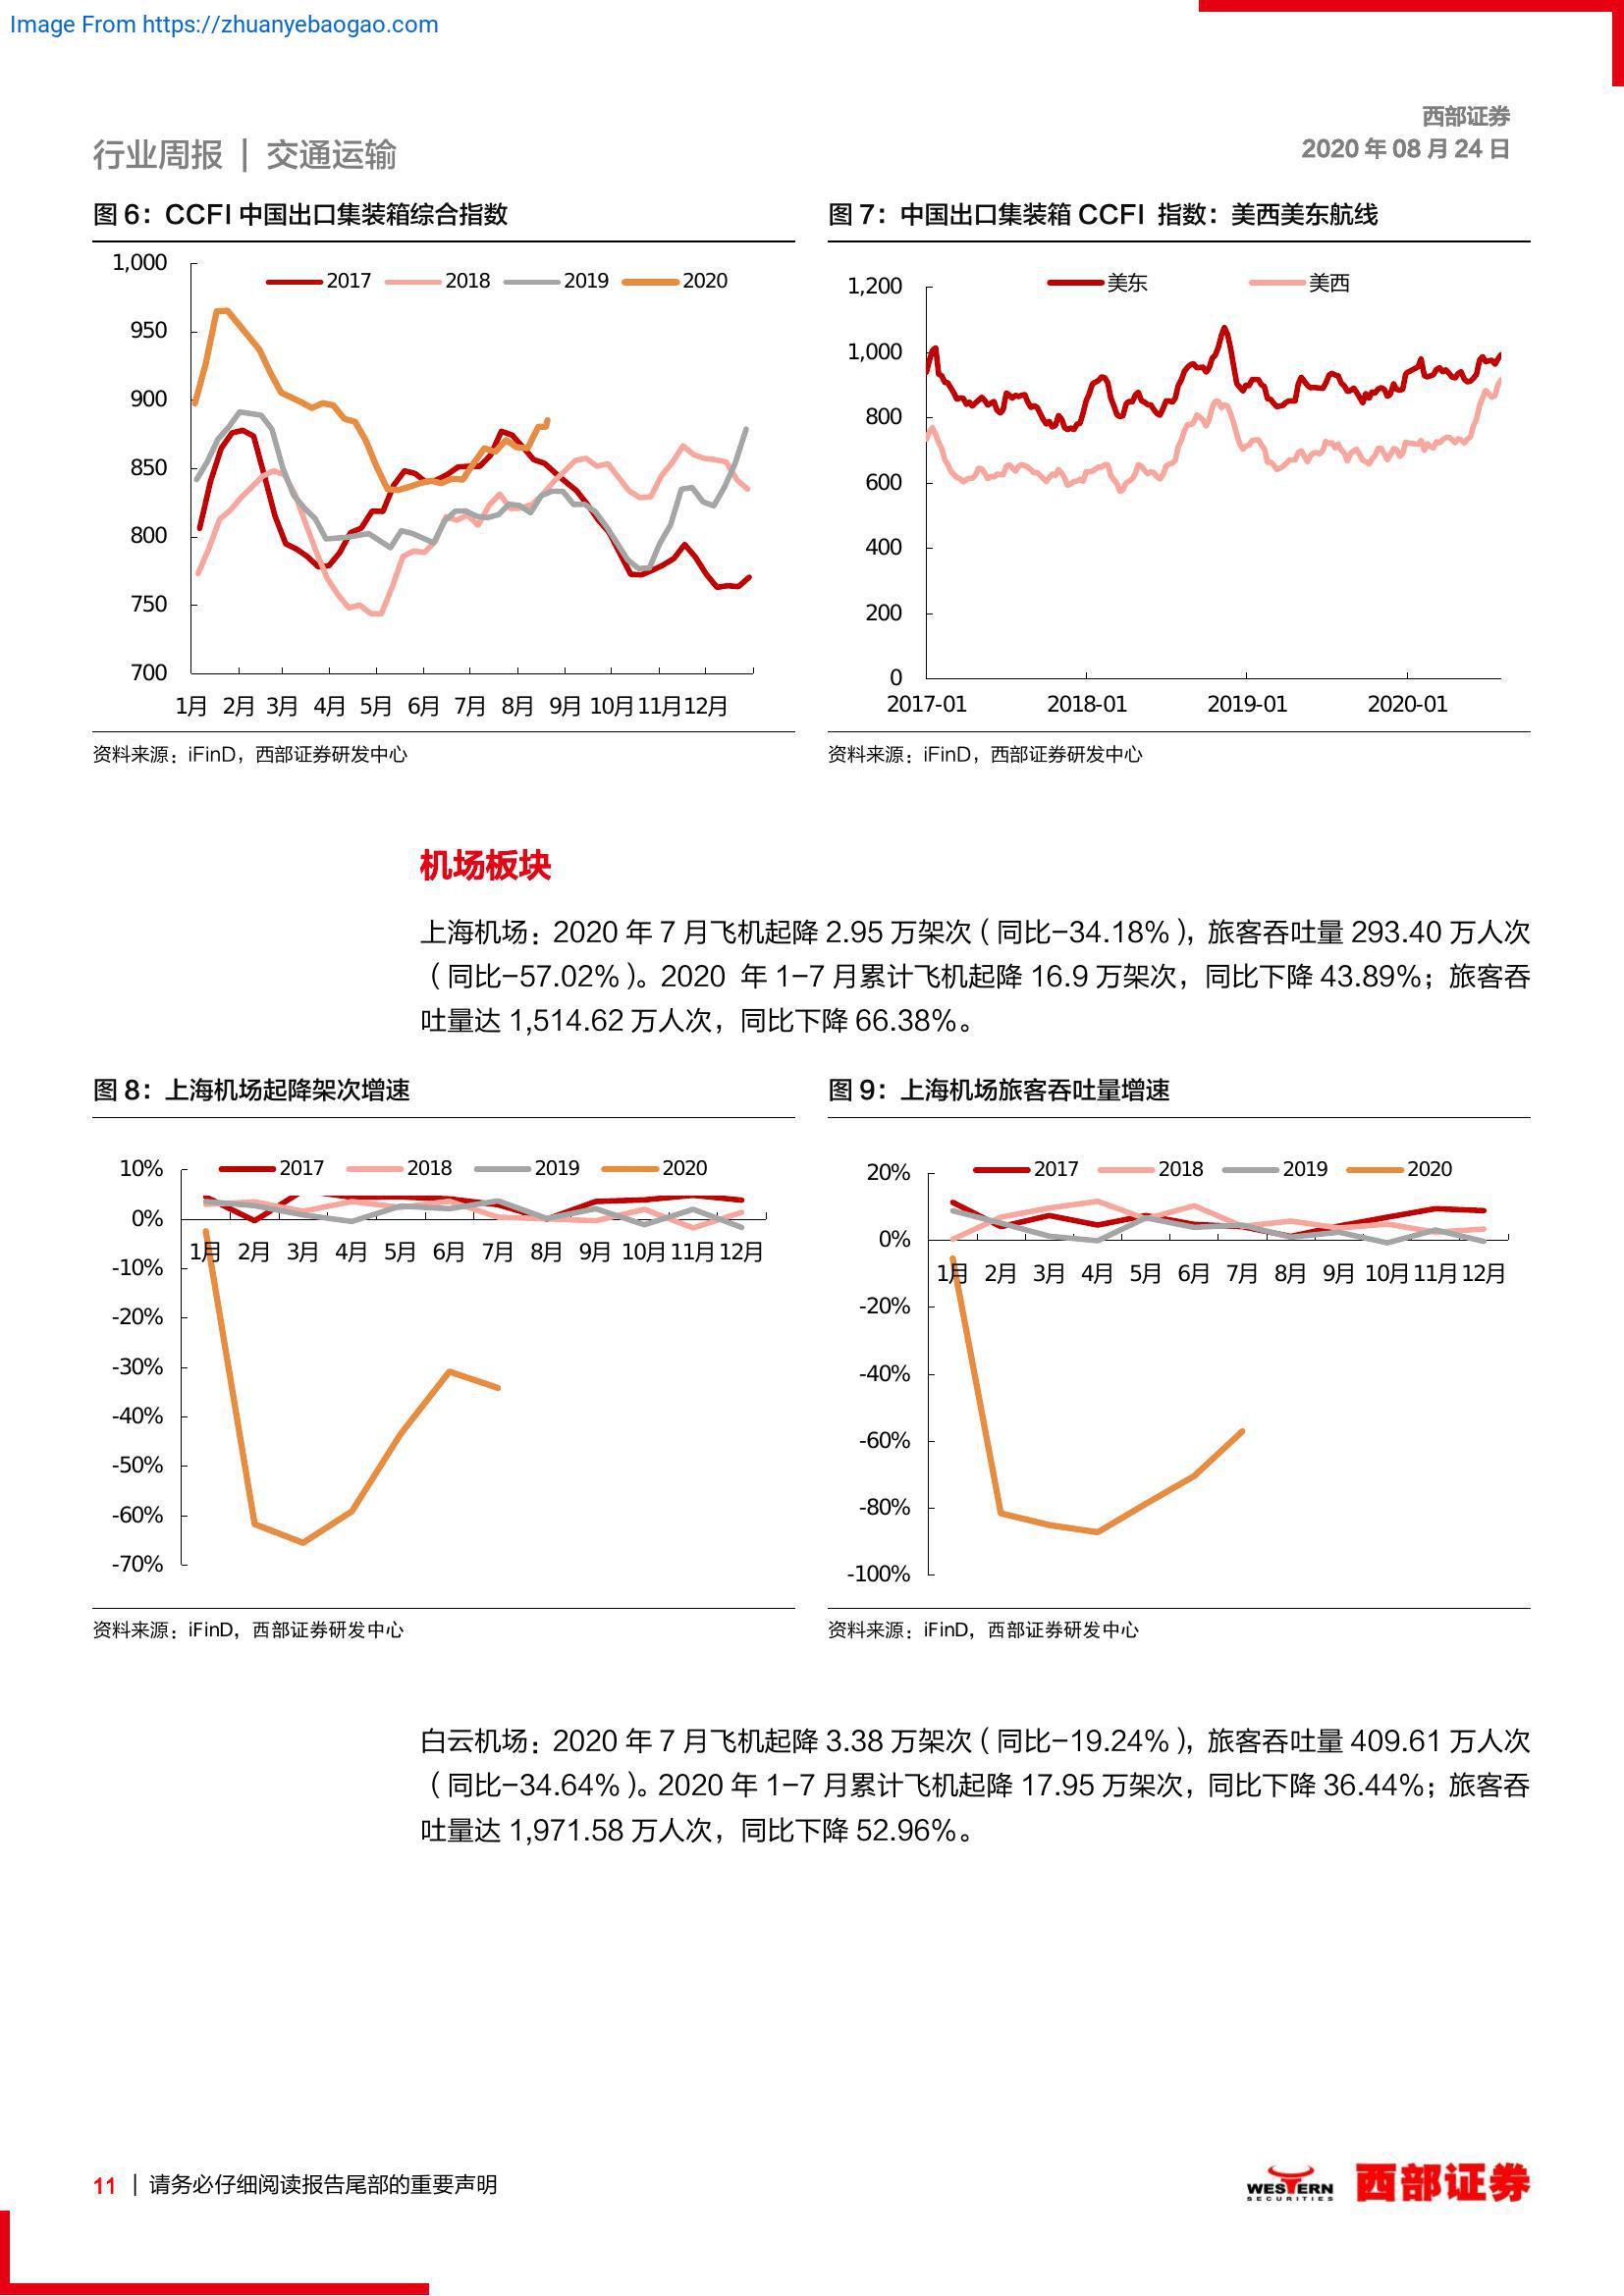 Image From https://zhuanyebaogao.com
西部证券
行业周报 | 交通运输
2020 年 08 月 24 日
图 6：CCFI 中国出口集装箱综合指数
1,000
950
900
850
800
750
700
2017 2018 2019 2020
1月 2月 3月 4月 5月 6月 7月 8月 9月 10月 11月 12月
资料来源：iFinD，西部证券研发中心
图 7：中国出口集装箱 CCFI 指数：美西美东航线
1,200
1,000
800
600
400
200
0
美东 美西
2017-01 2018-01 2019-01 2020-01
资料来源：iFinD，西部证券研发中心
机场板块
上海机场：2020 年 7 月飞机起降 2.95 万架次（同比-34.18%），旅客吞吐量 293.40 万人次
（同比-57.02%）。2020 年 1-7 月累计飞机起降 16.9 万架次，同比下降 43.89%；旅客吞
吐量达 1,514.62 万人次，同比下降 66.38%。
图 8：上海机场起降架次增速
10%
0%
-10%
-20%
-30%
-40%
-50%
-60%
-70%
2017 2018 2019 2020
1月 2月 3月 4月 5月 6月 7月 8月 9月 10月 11月 12月
资料来源：iFinD，西部证券研发中心
图 9：上海机场旅客吞吐量增速
20%
0%
-20%
-40%
-60%
-80%
-100%
2017 2018 2019 2020
1月 2月 3月 4月 5月 6月 7月 8月 9月 10月 11月 12月
资料来源：iFinD，西部证券研发中心
白云机场：2020 年 7 月飞机起降 3.38 万架次（同比-19.24%），旅客吞吐量 409.61 万人次
（同比-34.64%）。2020 年 1-7 月累计飞机起降 17.95 万架次，同比下降 36.44%；旅客吞
吐量达 1,971.58 万人次，同比下降 52.96%。
11 | 请务必仔细阅读报告尾部的重要声明
WESTERN
SECURITIES
西部证券